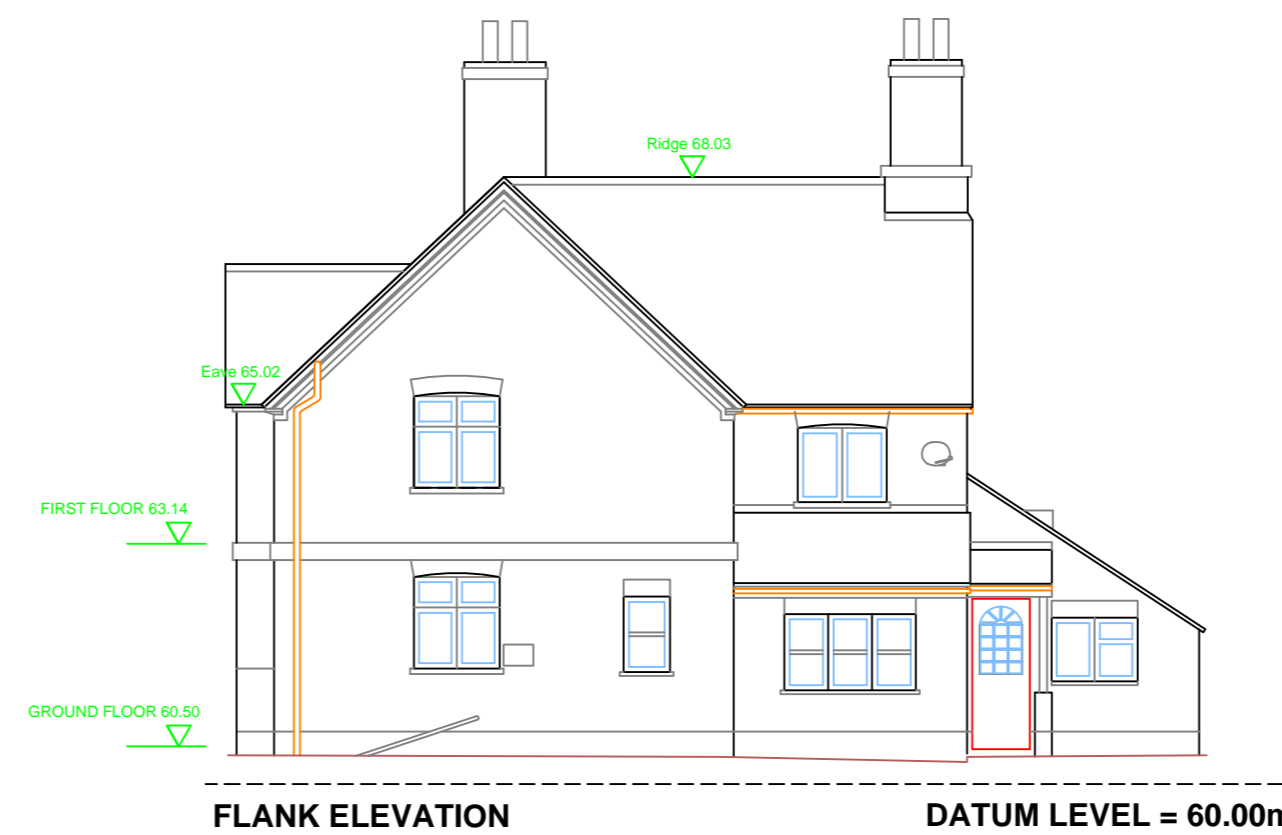 Ridge 68.03
Eave 65.02
FIRST FLOOR 63.14
GROUND FLOOR 60.50
FLANK ELEVATION
DATUM LEVEL = 60.00m